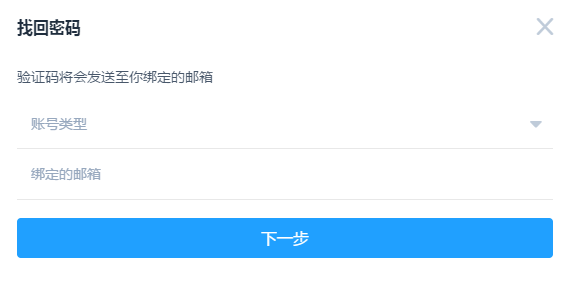 找回密码
验证码将会发送至你绑定的邮箱
账号类型
绑定的邮箱
下一步